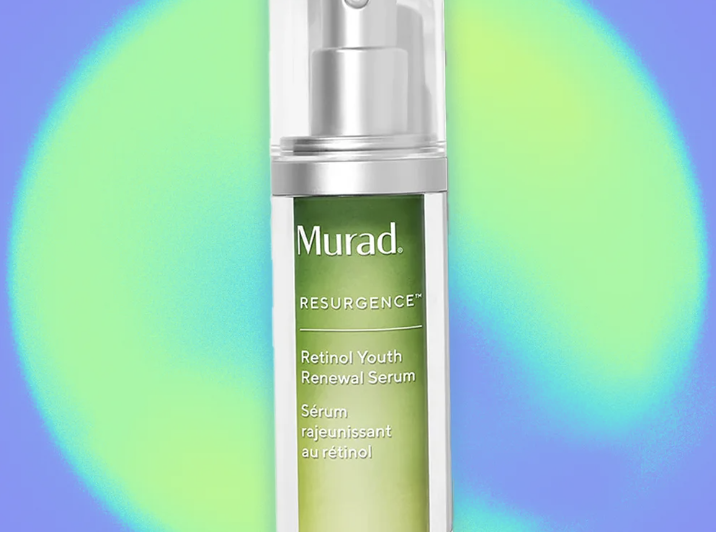 Murad.
RESURGENCE™
Retinol Youth
Renewal Serum
Sérum
rajeunissant
au rétinol